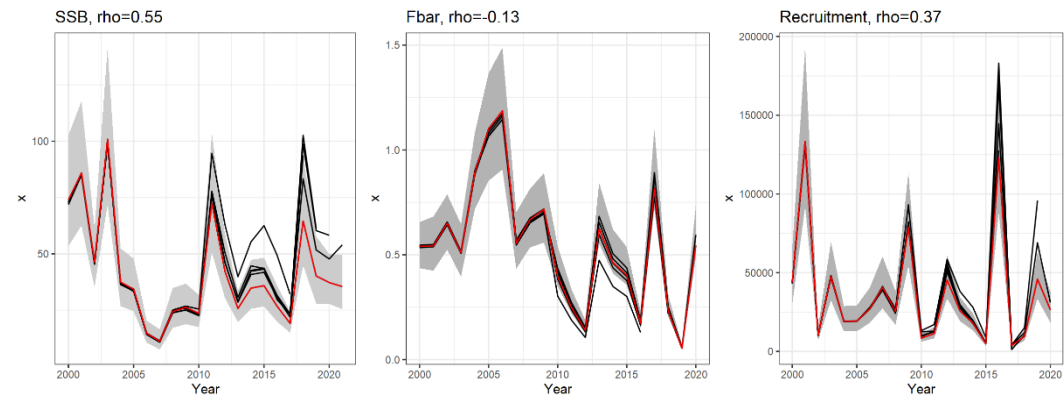 SSB, rho=0.55
x
100
50
2000 2005 2010 2015 2020
Year
Fbar, rho=-0.13
x
1.5
1.0
0.5
0.0
2000 2005 2010 2015 2020
Year
Recruitment, rho=0.37
x
200000
150000
100000
50000
0
2000 2005 2010 2015 2020
Year